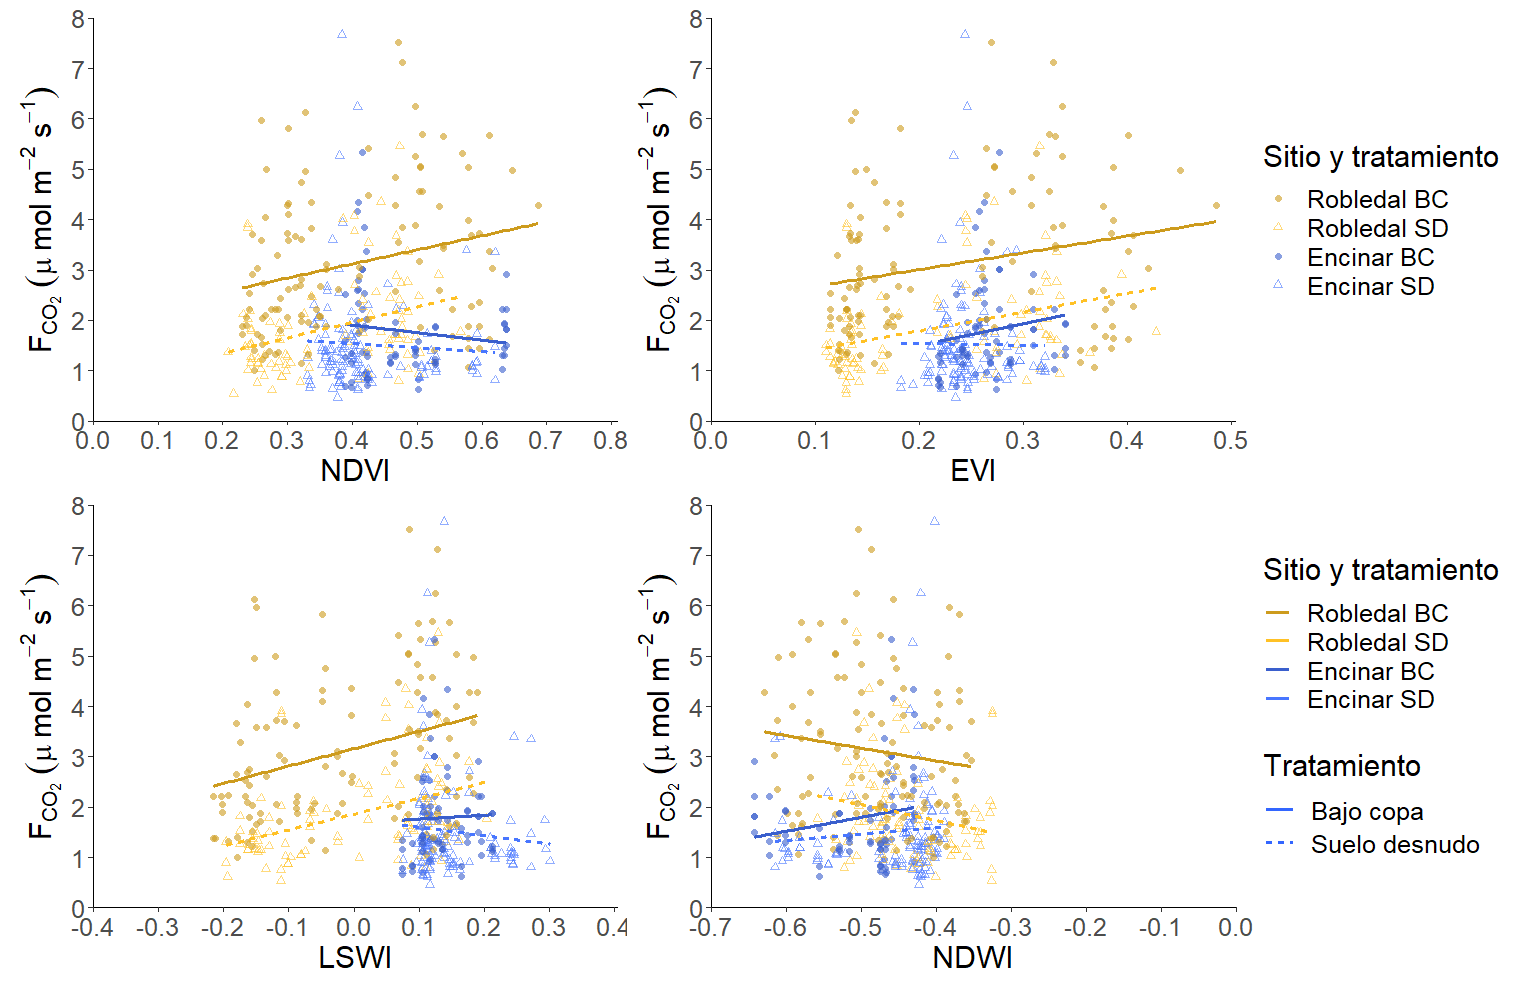 8
7
6
5
4
3
2
1
0
F_CO₂ (μ mol m⁻² s⁻¹)
0.0 0.1 0.2 0.3 0.4 0.5 0.6 0.7 0.8
NDVI
8
7
6
5
4
3
2
1
0
F_CO₂ (μ mol m⁻² s⁻¹)
0.0 0.1 0.2 0.3 0.4 0.5
EVI
Sitio y tratamiento
Robledal BC
Robledal SD
Encinar BC
Encinar SD
8
7
6
5
4
3
2
1
0
F_CO₂ (μ mol m⁻² s⁻¹)
-0.4 -0.3 -0.2 -0.1 0.0 0.1 0.2 0.3 0.4
LSWI
8
7
6
5
4
3
2
1
0
F_CO₂ (μ mol m⁻² s⁻¹)
-0.7 -0.6 -0.5 -0.4 -0.3 -0.2 -0.1 0.0
NDWI
Sitio y tratamiento
Robledal BC
Robledal SD
Encinar BC
Encinar SD
Tratamiento
Bajo copa
Suelo desnudo